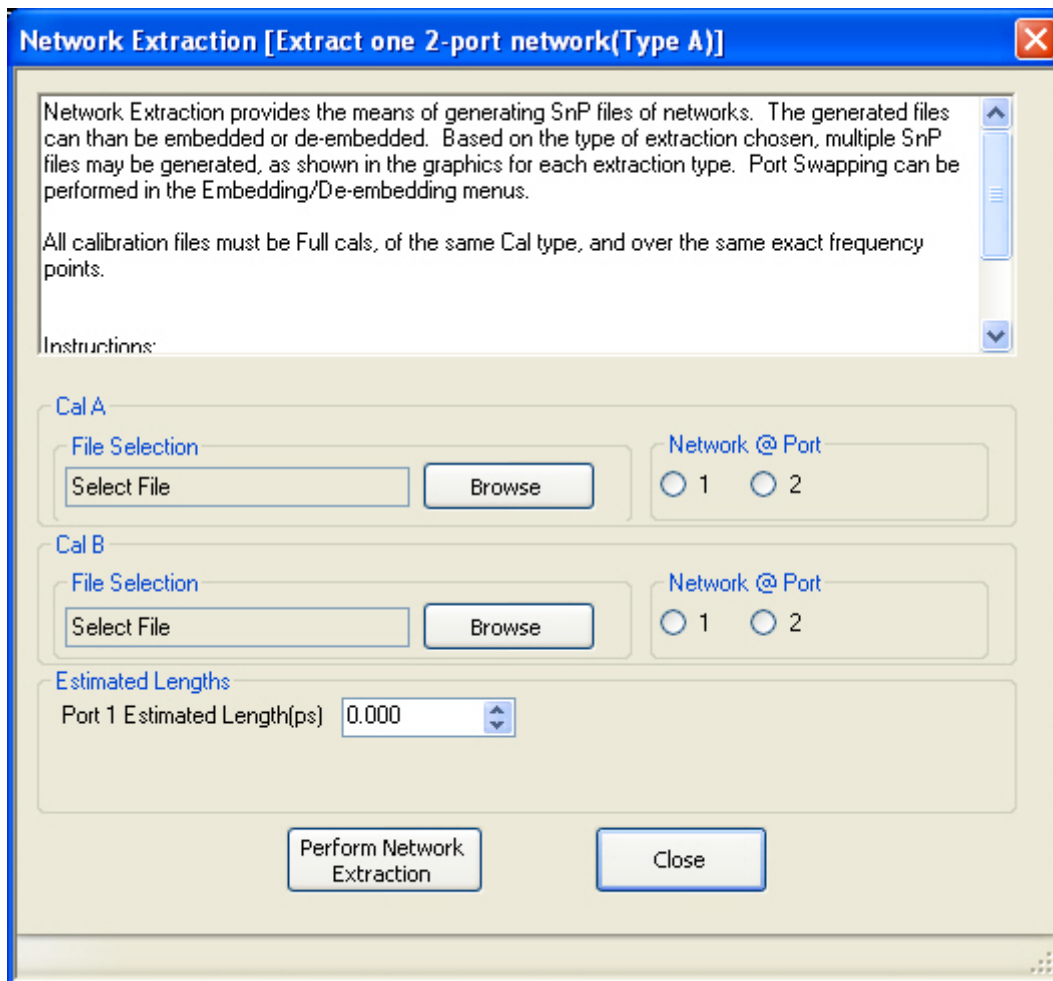 Network Extraction [Extract one 2-port network(Type A)]
Network Extraction provides the means of generating SnP files of networks.  The generated files
can than be embedded or de-embedded.  Based on the type of extraction chosen, multiple SnP
files may be generated, as shown in the graphics for each extraction type.  Port Swapping can be
performed in the Embedding/De-embedding menus.
All calibration files must be Full cals, of the same Cal type, and over the same exact frequency
points.
Instructions:
Cal A
File Selection
Network @ Port
Select File
Browse
1
2
Cal B
File Selection
Network @ Port
Select File
Browse
1
2
Estimated Lengths
Port 1 Estimated Length(ps)
0.000
Perform Network
Extraction
Close